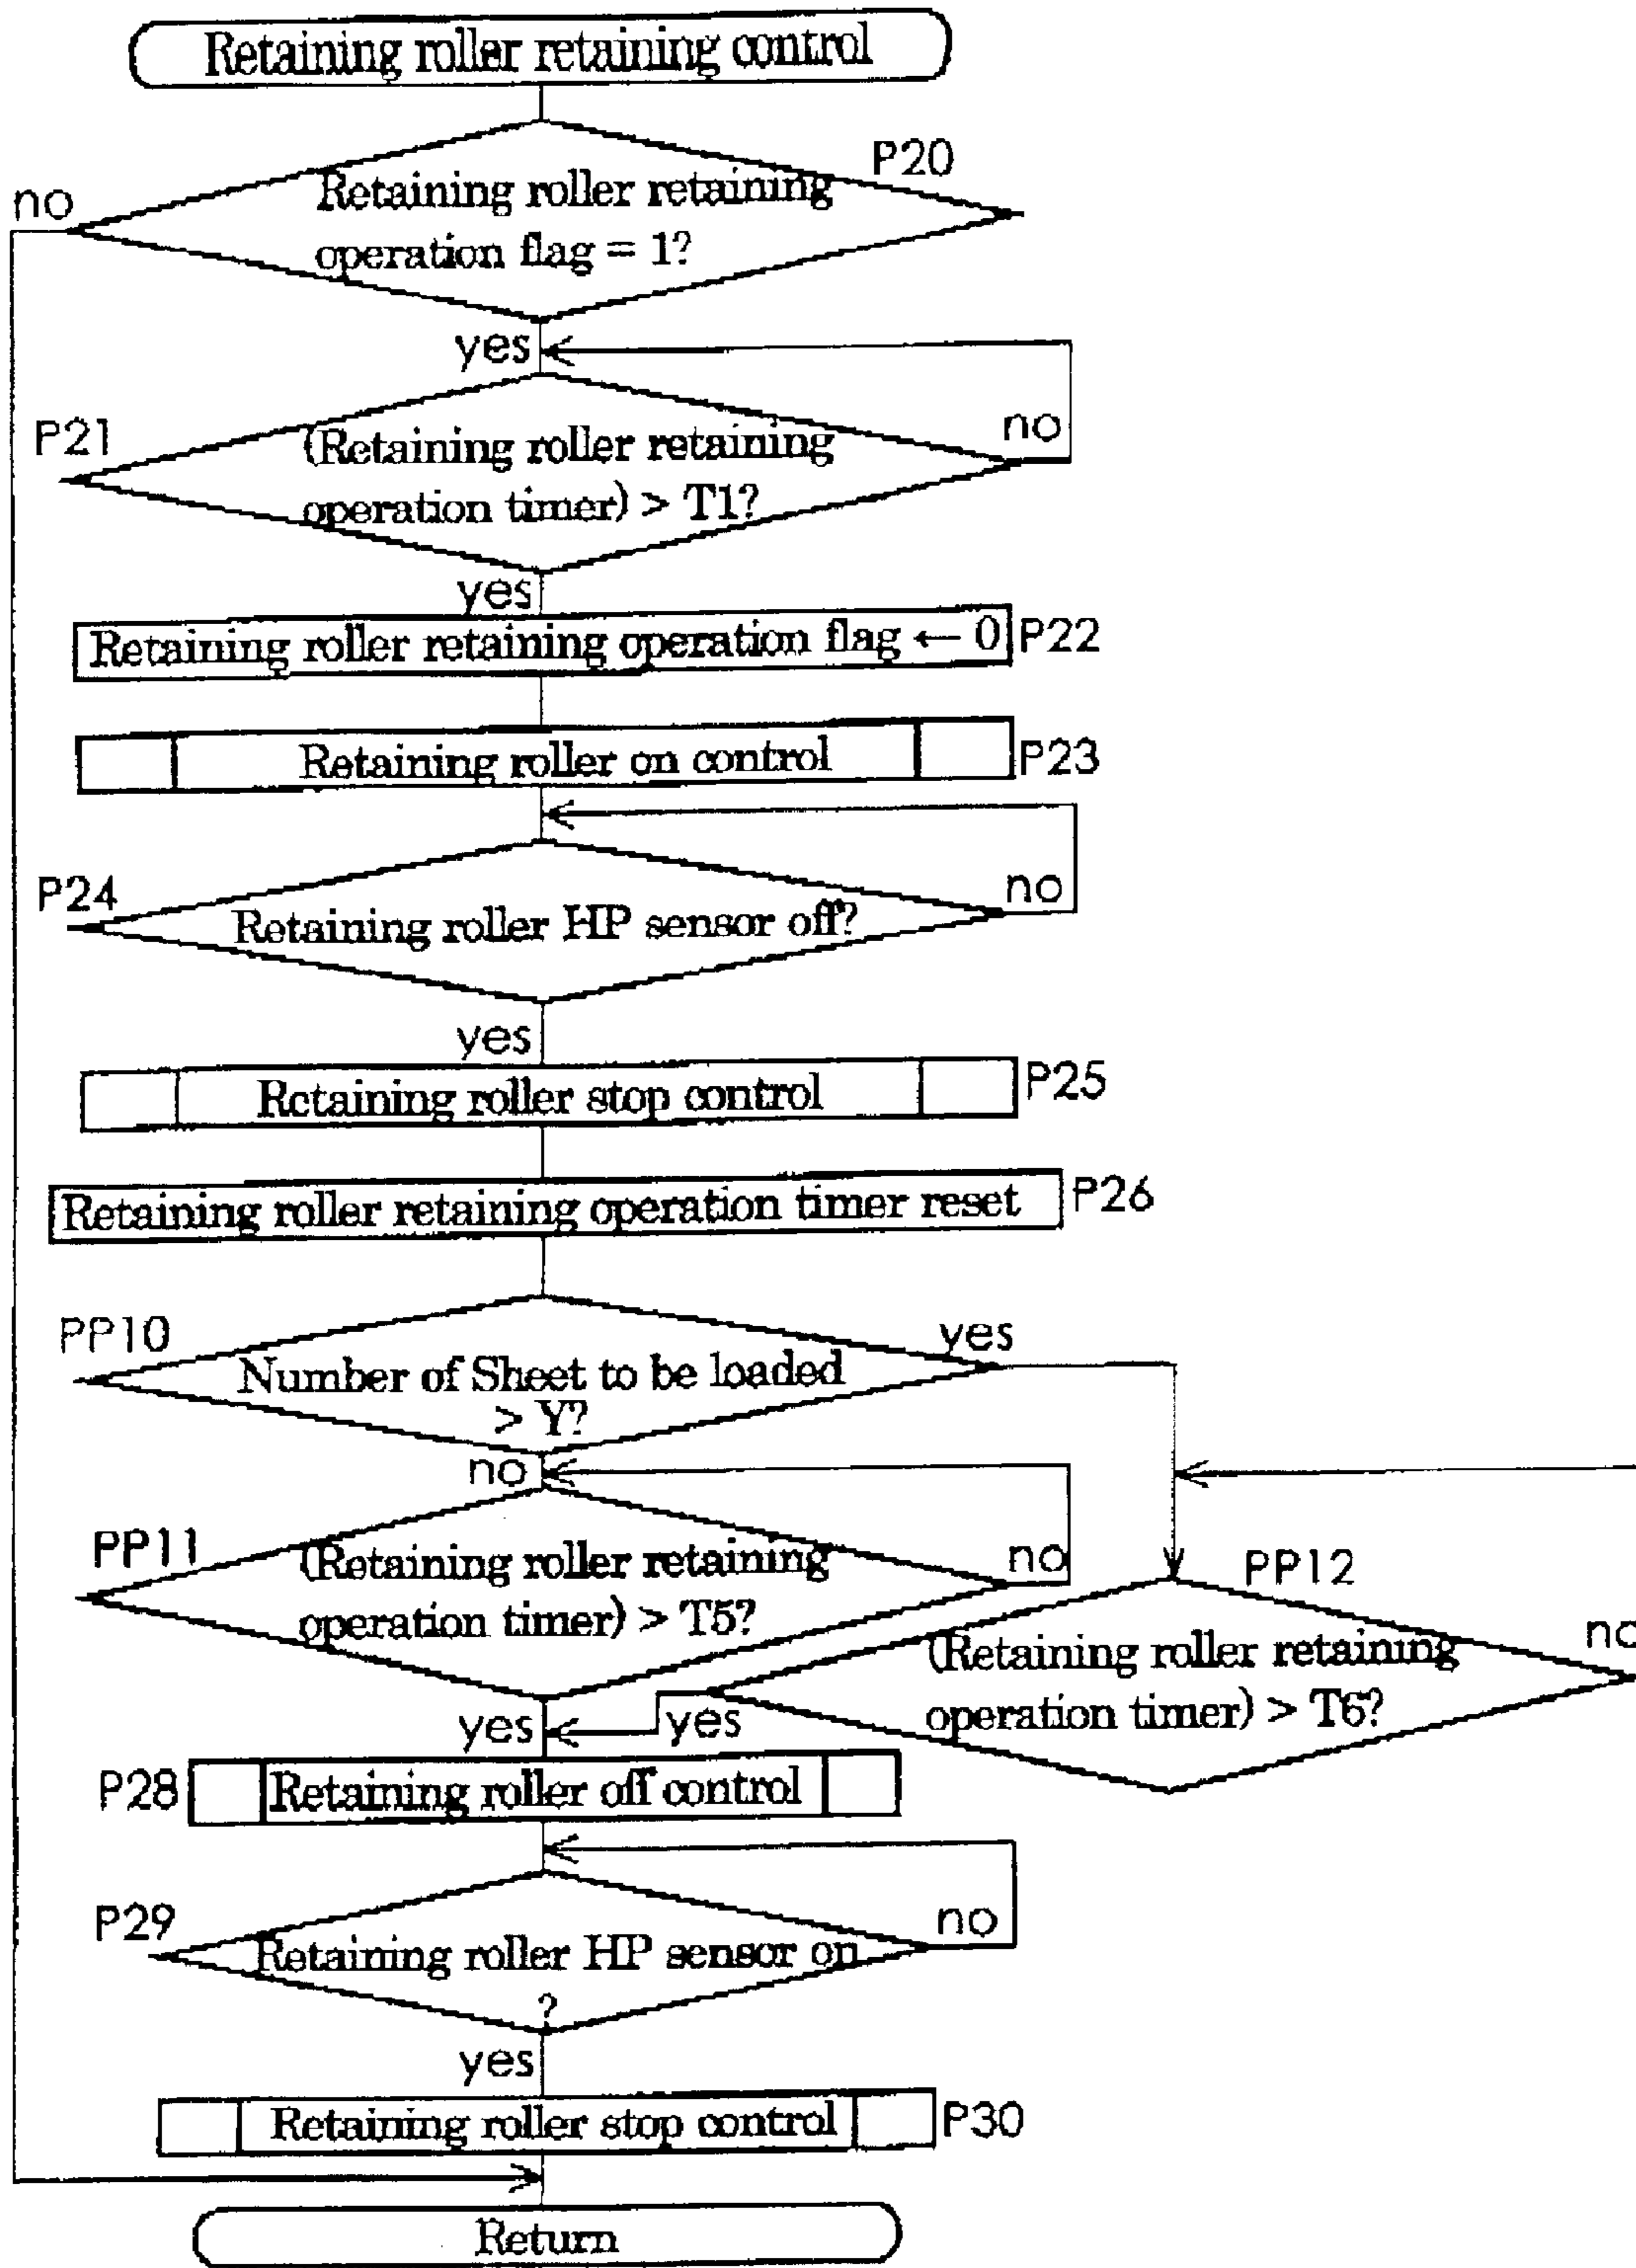 Retaining roller retaining control
P20
no
Retaining roller retaining
operation flag = 1?
yes
P21
no
(Retaining roller retaining
operation timer) > T1?
yes
Retaining roller retaining operation flag ← 0
P22
Retaining roller on control
P23
P24
no
Retaining roller HP sensor off?
yes
Retaining roller stop control
P25
Retaining roller retaining operation timer reset
P26
PP10
yes
Number of Sheet to be loaded
> Y?
no
PP11
no
(Retaining roller retaining
operation timer) > T5?
PP12
no
(Retaining roller retaining
operation timer) > T6?
yes
yes
P28
Retaining roller off control
P29
no
Retaining roller HP sensor on
?
yes
Retaining roller stop control
P30
Return